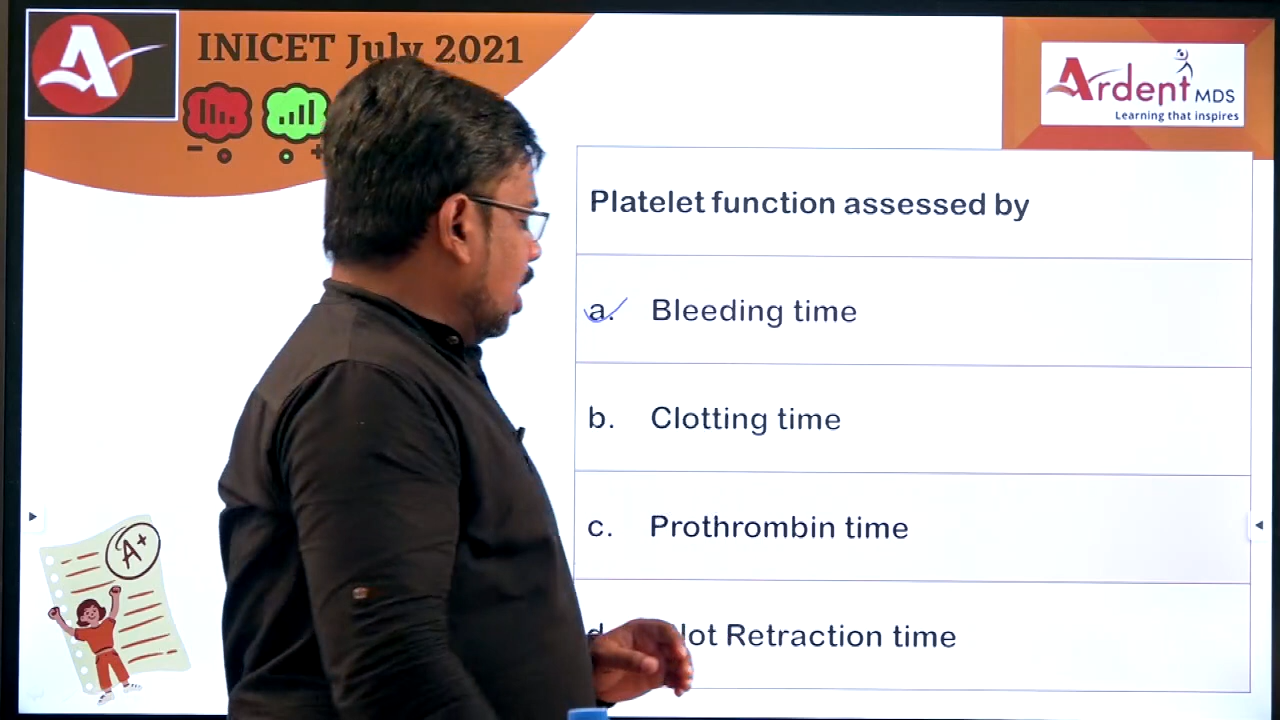 INICET July 2021
Ardent MDS
Learning that inspires
Platelet function assessed by
a. Bleeding time
b. Clotting time
c. Prothrombin time
Retraction time
A+